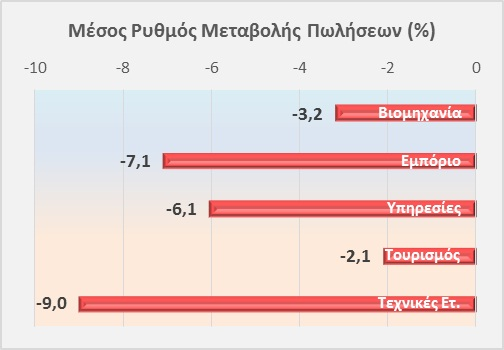 Μέσος Ρυθμός Μεταβολής Πωλήσεων (%)
-10 -8 -6 -4 -2 0
-3,2 Βιομηχανία
-7,1 Εμπόριο
-6,1 Υπηρεσίες
-2,1 Τουρισμός
-9,0 Τεχνικές Ετ.